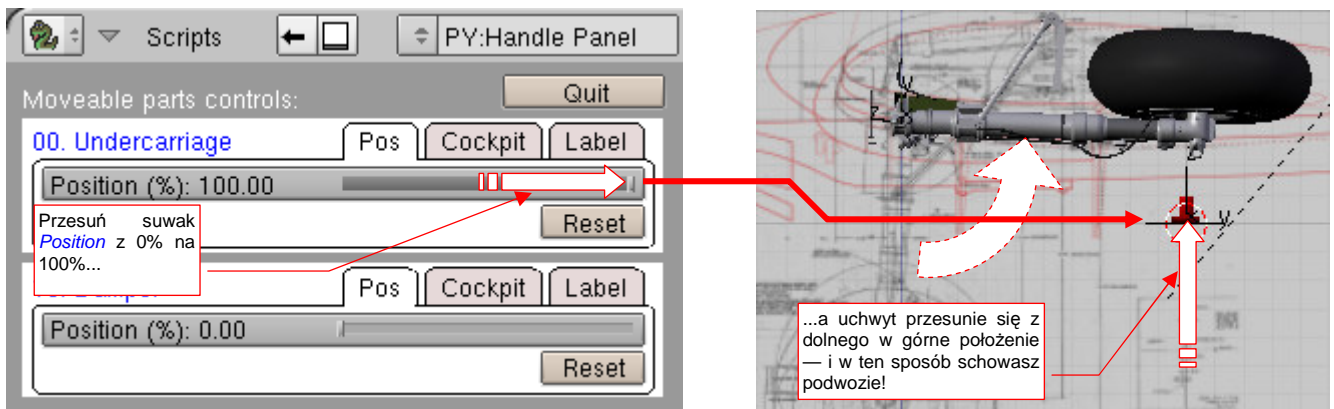 Scripts PY:Handle Panel
Moveable parts controls: Quit
00. Undercarriage Pos Cockpit Label
Position (%): 100.00
Reset
Przesuń suwak
Position z 0% na
100%...
Pos Cockpit Label
Position (%): 0.00
Reset
...a uchwyt przesunie się z
dolnego w górne położenie
— i w ten sposób schowasz
podwozie!